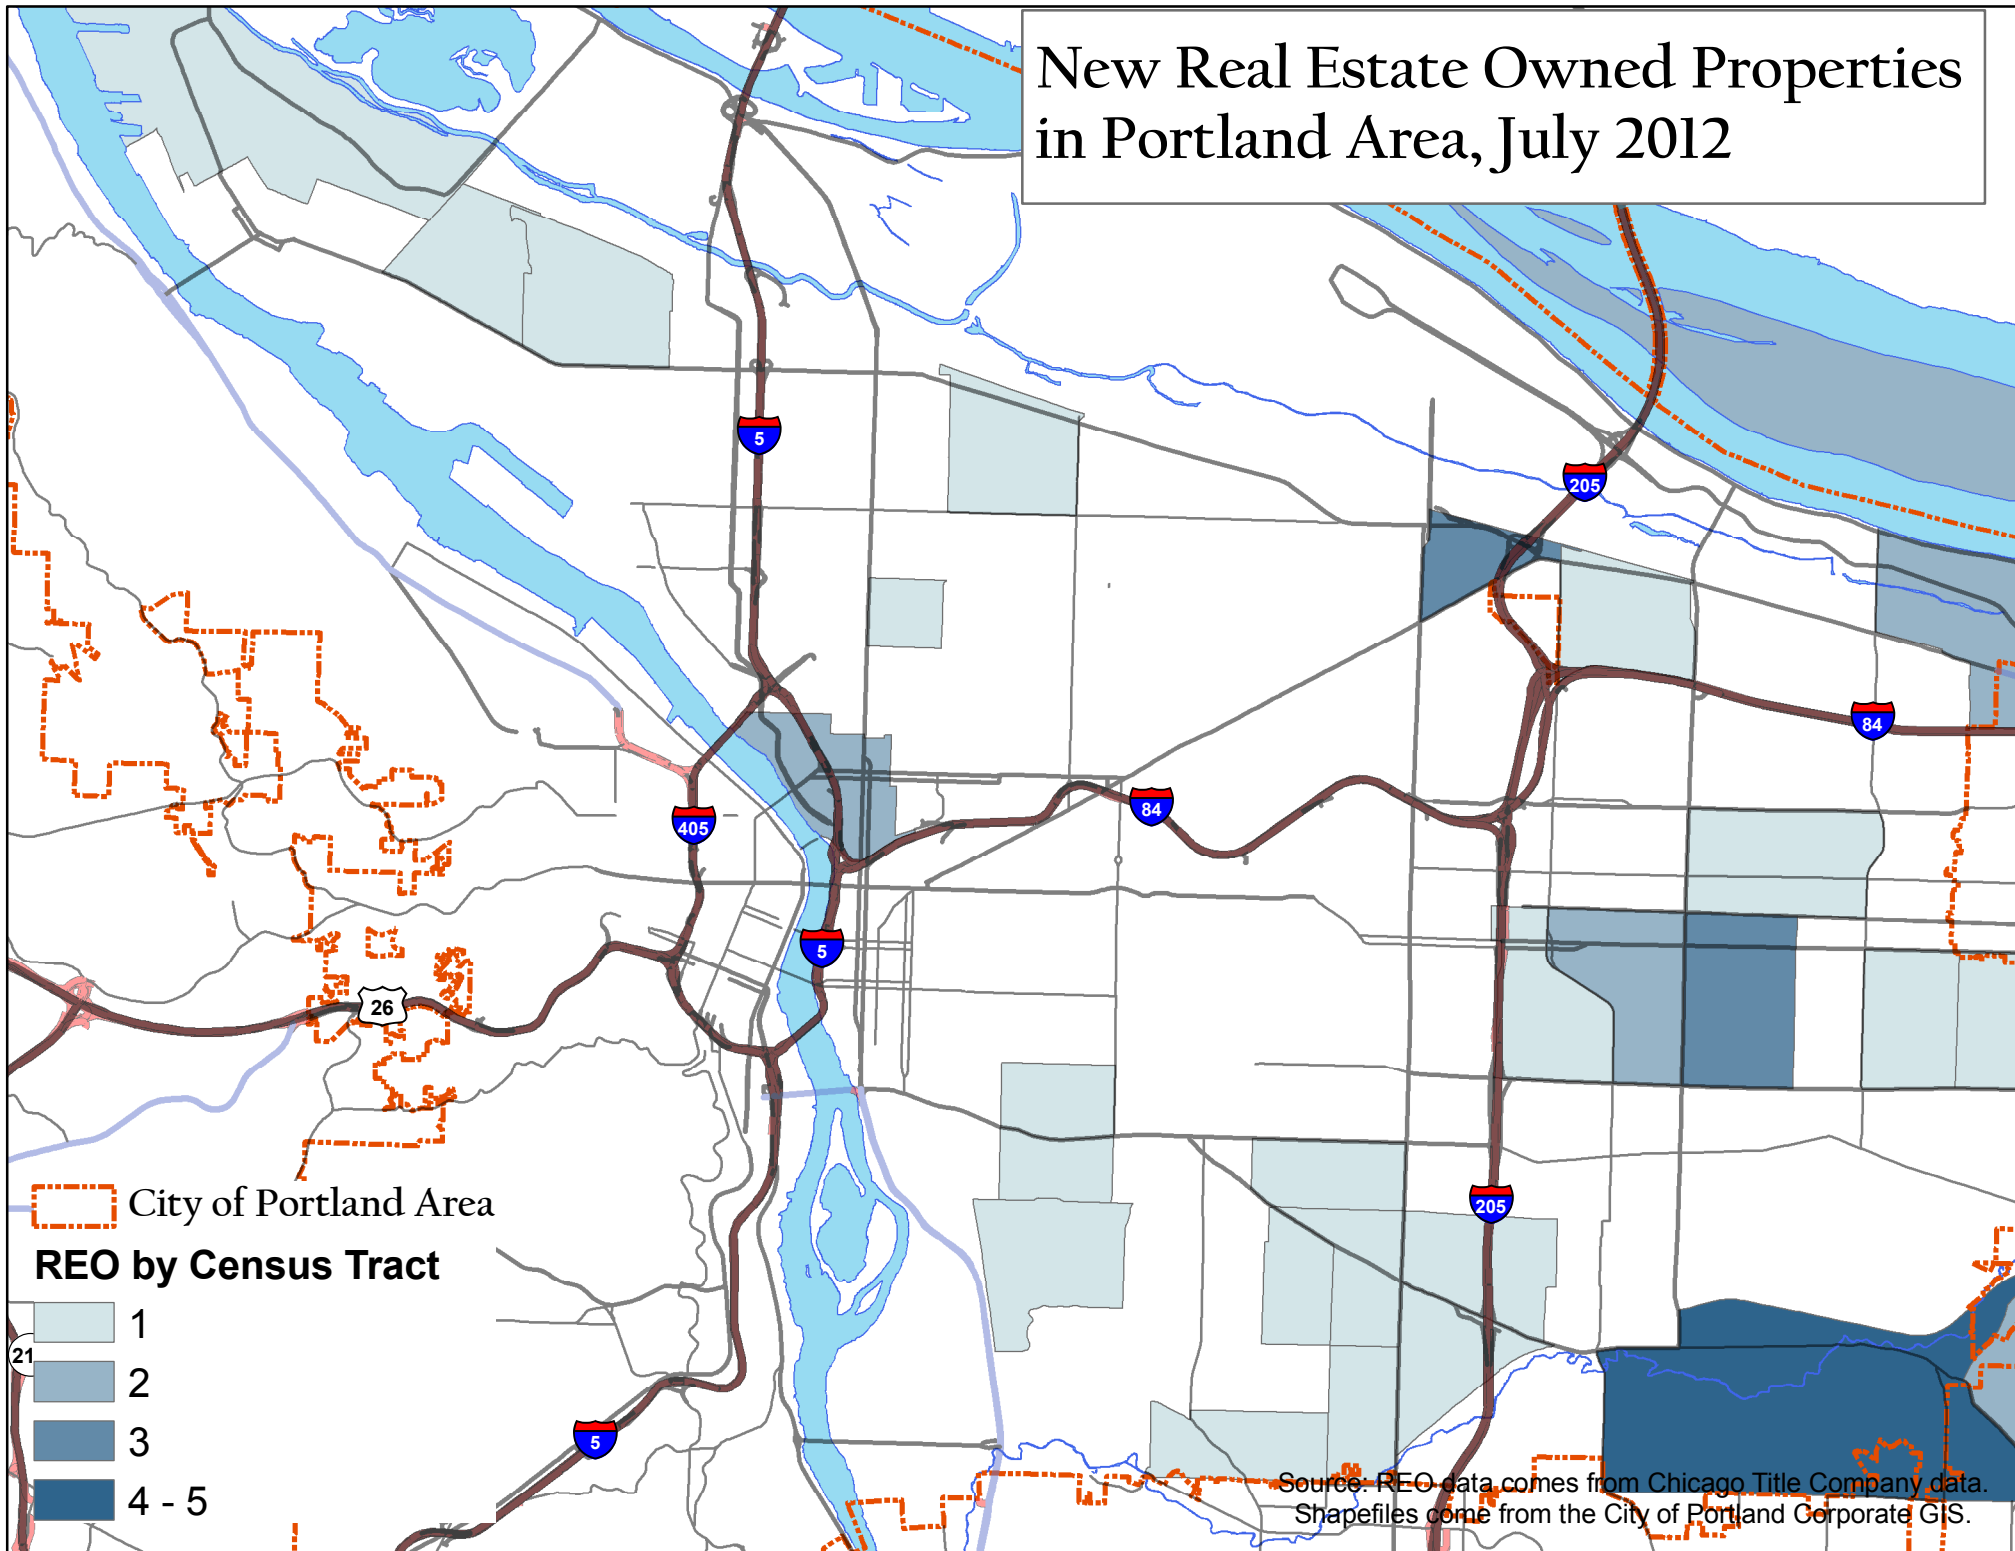 New Real Estate Owned Properties
in Portland Area, July 2012
5
205
84
84
405
5
26
205
City of Portland Area
REO by Census Tract
1
21
2
3
5
4 - 5
Source: REO data comes from Chicago Title Company data.
Shapefiles come from the City of Portland Corporate GIS.